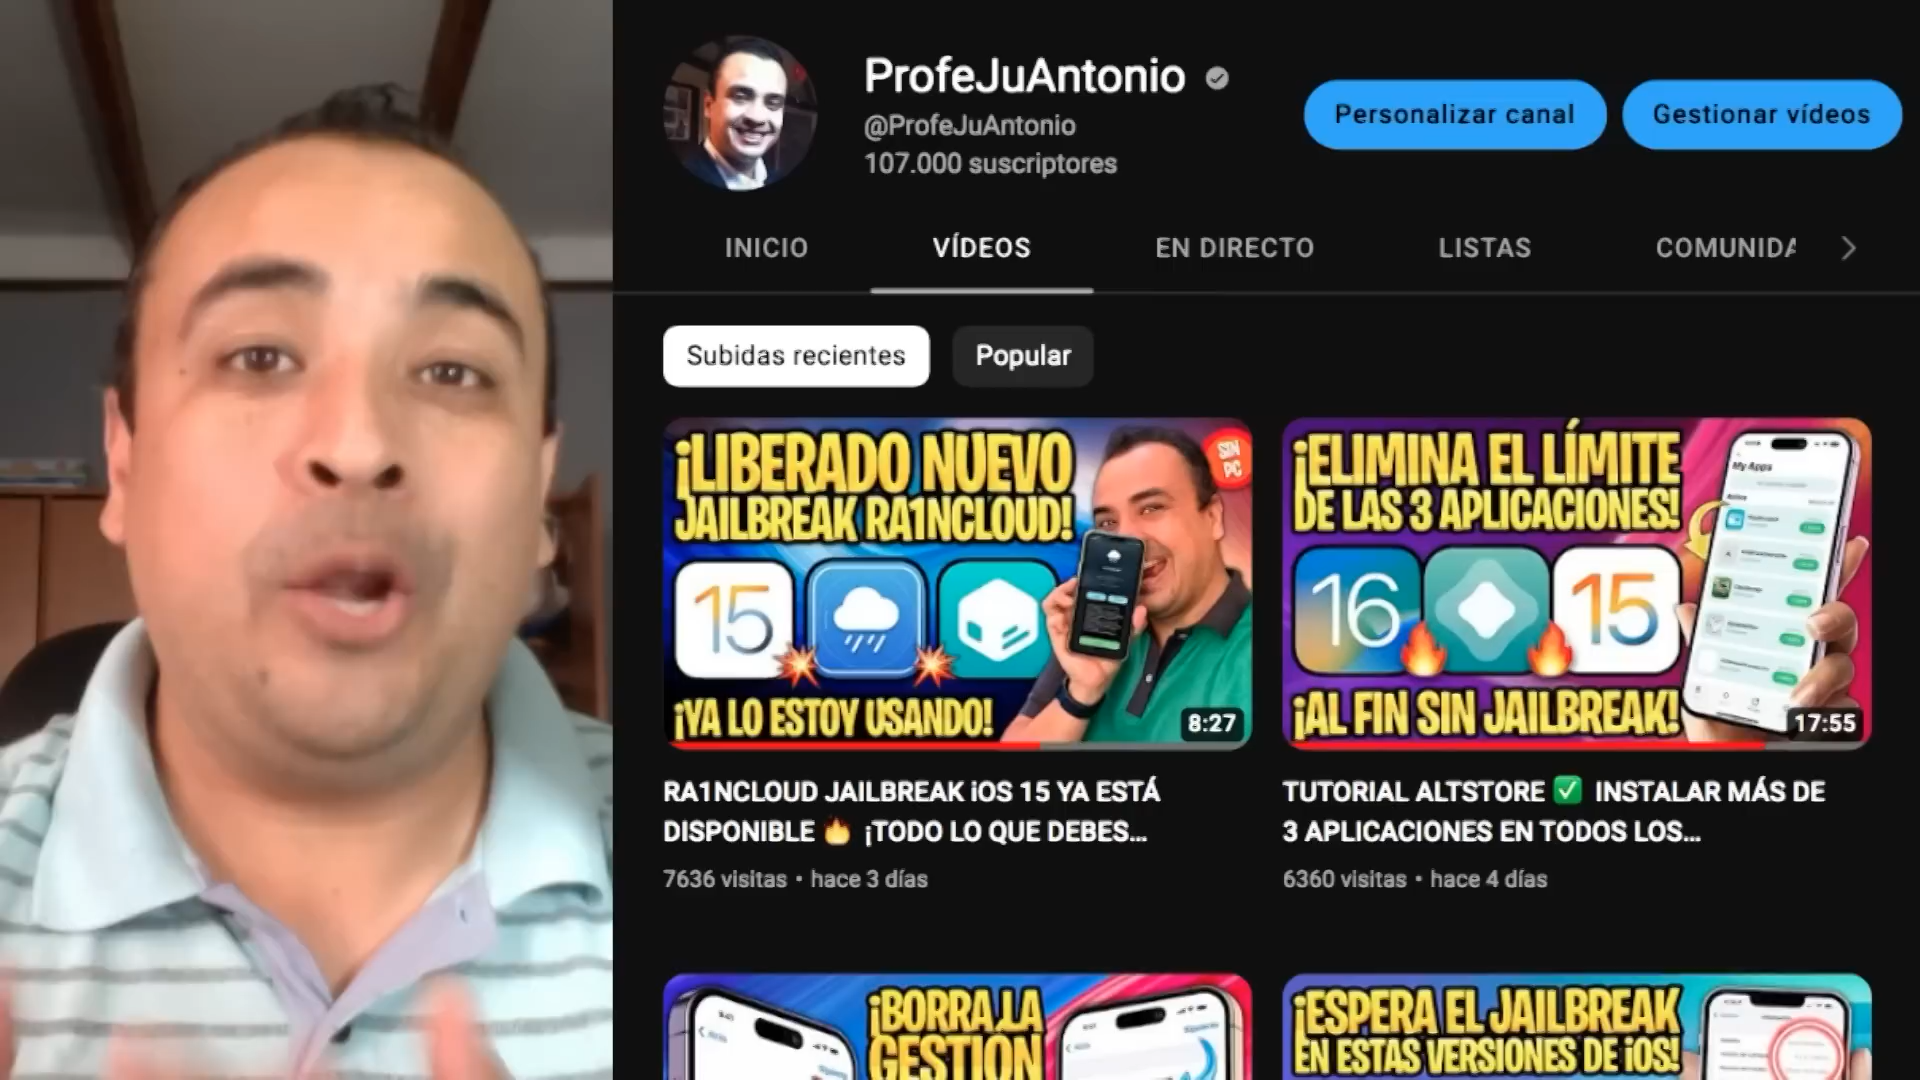 ProfeJuAntonio
@ProfeJuAntonio
107.000 suscriptores
Personalizar canal
Gestionar vídeos
INICIO
VÍDEOS
EN DIRECTO
LISTAS
COMUNIDA
Subidas recientes
Popular
¡LIBERADO NUEVO
JAILBREAK RA1NCLOUD!
SIN
PC
15
¡YA LO ESTOY USANDO!
8:27
RA1NCLOUD JAILBREAK iOS 15 YA ESTÁ
DISPONIBLE 🔥 ¡TODO LO QUE DEBES...
7636 visitas • hace 3 días
¡ELIMINA EL LÍMITE
DE LAS 3 APLICACIONES!
My Apps
16
15
¡AL FIN SIN JAILBREAK!
17:55
TUTORIAL ALTSTORE ✅ INSTALAR MÁS DE
3 APLICACIONES EN TODOS LOS...
6360 visitas • hace 4 días
¡BORRA LA
GESTIÓN
¡ESPERA EL JAILBREAK
EN ESTAS VERSIONES DE iOS!